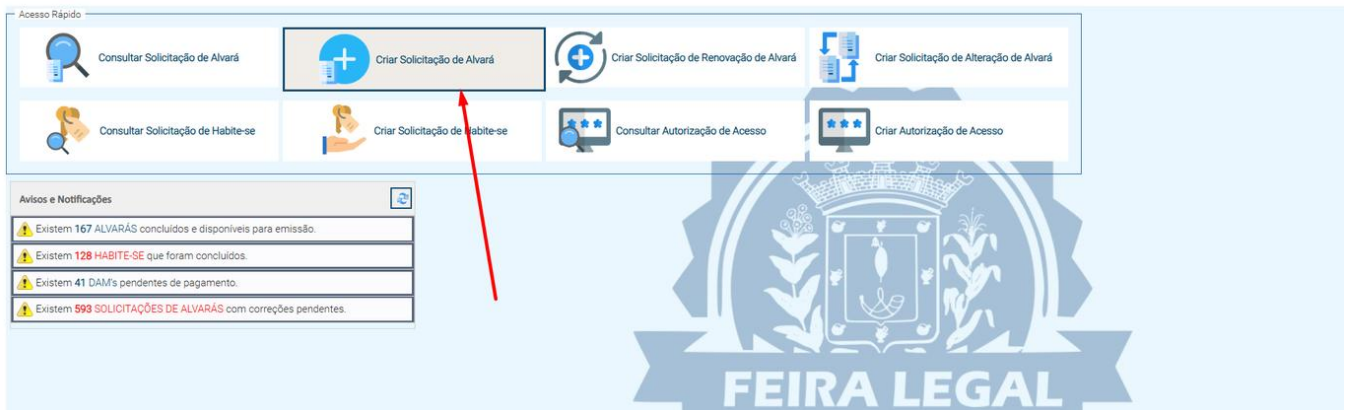 Acesso Rápido
Consultar Solicitação de Alvará
Criar Solicitação de Alvará
Criar Solicitação de Renovação de Alvará
Criar Solicitação de Alteração de Alvará
Consultar Solicitação de Habite-se
Criar Solicitação de Habite-se
Consultar Autorização de Acesso
Criar Autorização de Acesso
Avisos e Notificações
Existem 167 ALVARÁS concluídos e disponíveis para emissão.
Existem 128 HABITE-SE que foram concluídos.
Existem 41 DAM's pendentes de pagamento.
Existem 593 SOLICITAÇÕES DE ALVARÁS com correções pendentes.
FEIRA LEGAL